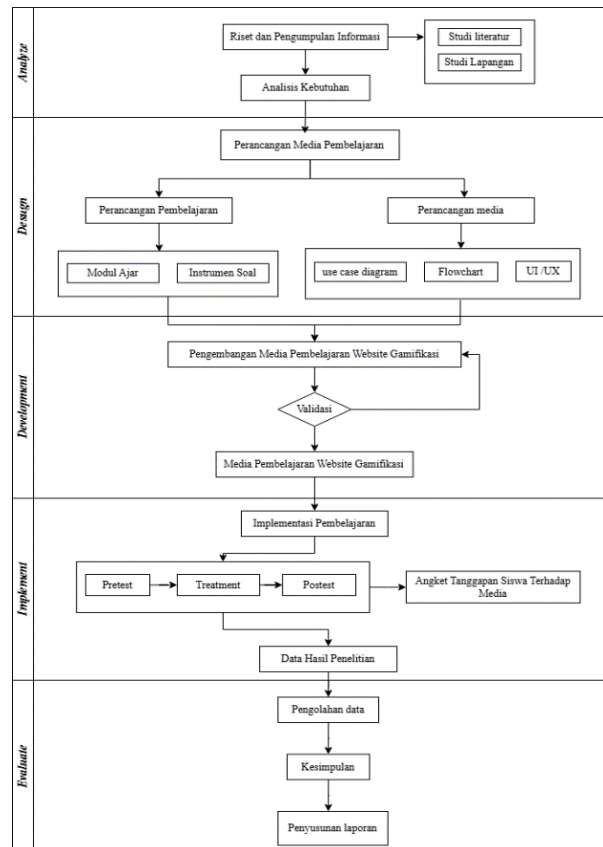 Analyze
Riset dan Pengumpulan Informasi
Studi literatur
Studi Lapangan
Analisis Kebutuhan
Design
Perancangan Media Pembelajaran
Perancangan Pembelajaran
Perancangan media
Modul Ajar
Instrumen Soal
use case diagram
Flowchart
UI /UX
Development
Pengembangan Media Pembelajaran Website Gamifikasi
Validasi
Media Pembelajaran Website Gamifikasi
Implement
Implementasi Pembelajaran
Pretest
Treatment
Postest
Angket Tanggapan Siswa Terhadap
Media
Data Hasil Penelitian
Evaluate
Pengolahan data
Kesimpulan
Penyusunan laporan